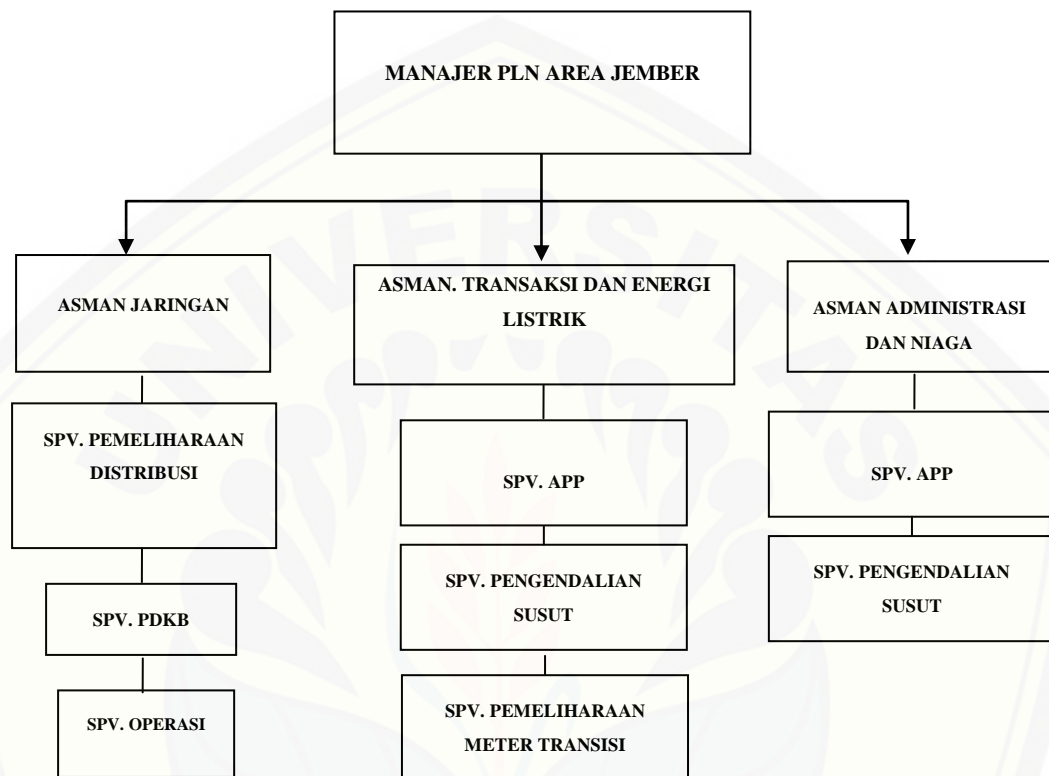 MANAJER PLN AREA JEMBER
ASMAN JARINGAN
ASMAN. TRANSAKSI DAN ENERGI
LISTRIK
ASMAN ADMINISTRASI
DAN NIAGA
SPV. PEMELIHARAAN
DISTRIBUSI
SPV. APP
SPV. APP
SPV. PENGENDALIAN
SUSUT
SPV. PENGENDALIAN
SUSUT
SPV. PDKB
SPV. OPERASI
SPV. PEMELIHARAAN
METER TRANSISI
UNIVERSITAS